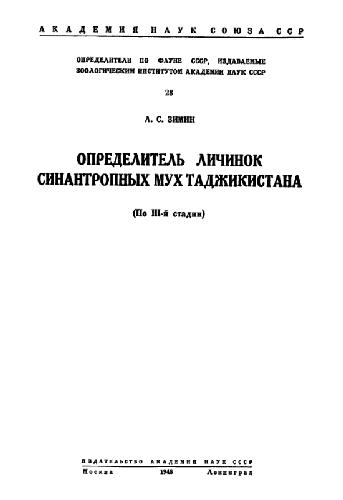 АКАДЕМИЯ НАУК СОЮЗА ССР
ОПРЕДЕЛИТЕЛИ ПО ФАУНЕ СССР, ИЗДАВАЕМЫЕ
ЗООЛОГИЧЕСКИМ ИНСТИТУТОМ АКАДЕМИИ НАУК СССР
28
Л. С. ЗИМИН
ОПРЕДЕЛИТЕЛЬ ЛИЧИНОК
СИНАНТРОПНЫХ МУХ ТАДЖИКИСТАНА
(По III-й стадии)
ИЗДАТЕЛЬСТВО АКАДЕМИИ НАУК СССР
Москва 1948 Ленинград